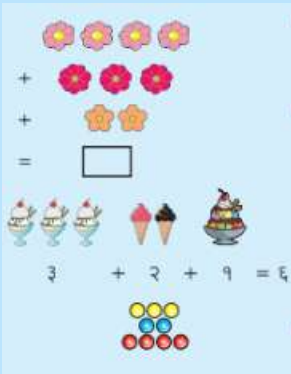 +
+
=
३ + २ + १ = ६